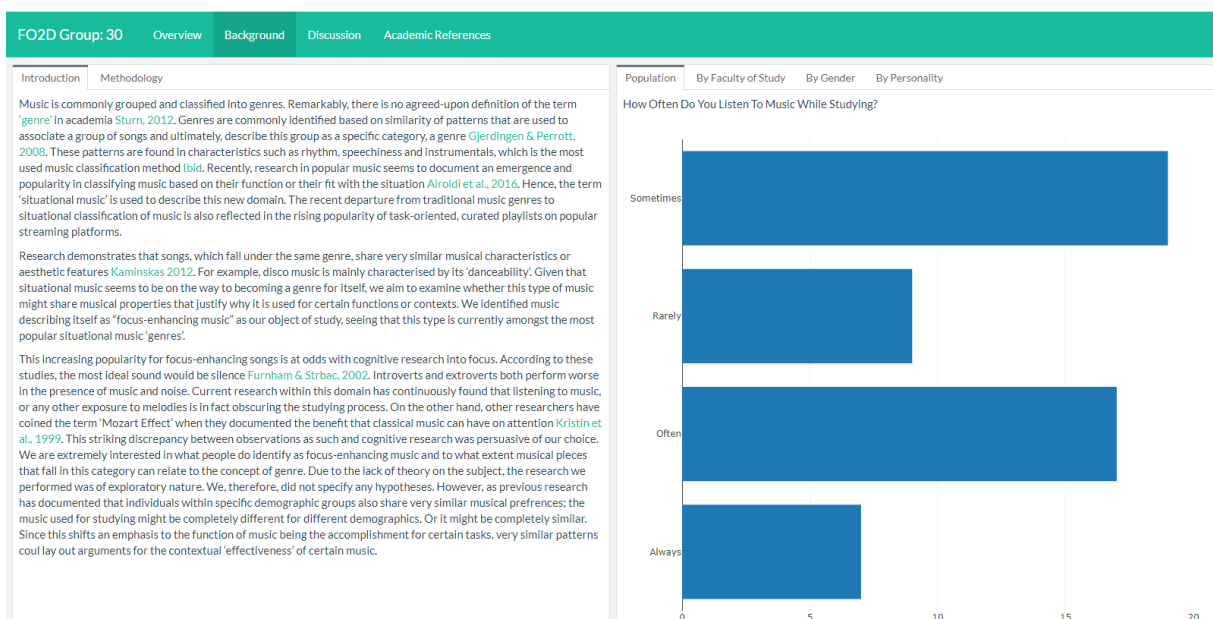 FO2D Group: 30 Overview Background Discussion Academic References
Introduction Methodology
Music is commonly grouped and classified into genres. Remarkably, there is no agreed-upon definition of the term
'genre' in academia Sturn, 2012. Genres are commonly identified based on similarity of patterns that are used to
associate a group of songs and ultimately, describe this group as a specific category, a genre Gjerdingen & Perrott,
2008. These patterns are found in characteristics such as rhythm, speechiness and instrumentals, which is the most
used music classification method Ibid. Recently, research in popular music seems to document an emergence and
popularity in classifying music based on their function or their fit with the situation Airoldi et al., 2016. Hence, the term
'situational music' is used to describe this new domain. The recent departure from traditional music genres to
situational classification of music is also reflected in the rising popularity of task-oriented, curated playlists on popular
streaming platforms.
Research demonstrates that songs, which fall under the same genre, share very similar musical characteristics or
aesthetic features Kaminskas 2012. For example, disco music is mainly characterised by its 'danceability'. Given that
situational music seems to be on the way to becoming a genre for itself, we aim to examine whether this type of music
might share musical properties that justify why it is used for certain functions or contexts. We identified music
describing itself as "focus-enhancing music" as our object of study, seeing that this type is currently amongst the most
popular situational music 'genres'.
This increasing popularity for focus-enhancing songs is at odds with cognitive research into focus. According to these
studies, the most ideal sound would be silence Furnham & Strbac, 2002. Introverts and extroverts both perform worse
in the presence of music and noise. Current research within this domain has continuously found that listening to music,
or any other exposure to melodies is in fact obscuring the studying process. On the other hand, other researchers have
coined the term 'Mozart Effect' when they documented the benefit that classical music can have on attention Kristin et
al., 1999. This striking discrepancy between observations as such and cognitive research was persuasive of our choice.
We are extremely interested in what people do identify as focus-enhancing music and to what extent musical pieces
that fall in this category can relate to the concept of genre. Due to the lack of theory on the subject, the research we
performed was of exploratory nature. We, therefore, did not specify any hypotheses. However, as previous research
has documented that individuals within specific demographic groups also share very similar musical prefrences; the
music used for studying might be completely different for different demographics. Or it might be completely similar.
Since this shifts an emphasis to the function of music being the accomplishment for certain tasks, very similar patterns
coul lay out arguments for the contextual 'effectiveness' of certain music.
Population By Faculty of Study By Gender By Personality
How Often Do You Listen To Music While Studying?
Sometimes
Rarely
Often
Always
0 5 10 15 20